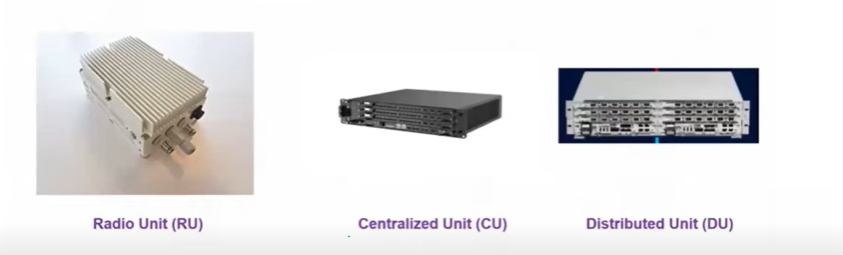 Radio Unit (RU)
Centralized Unit (CU)
Distributed Unit (DU)